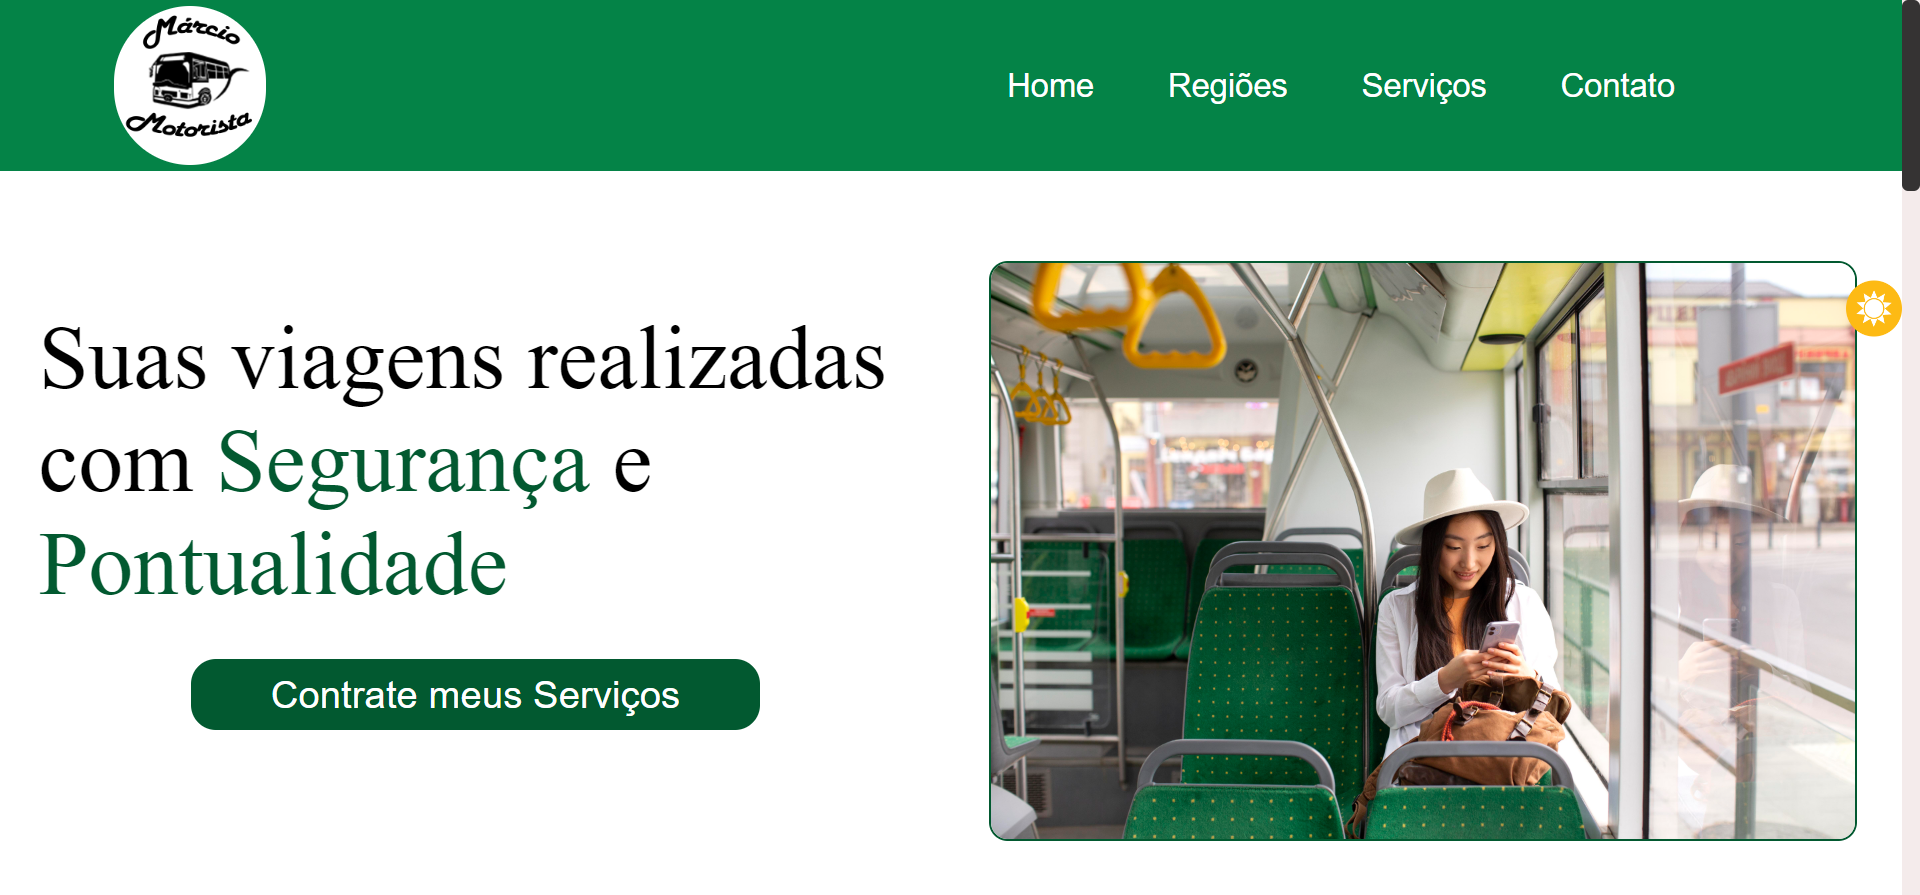 Márcio
Motorista
Home
Regiões
Serviços
Contato
Suas viagens realizadas
com Segurança e
Pontualidade
Contrate meus Serviços